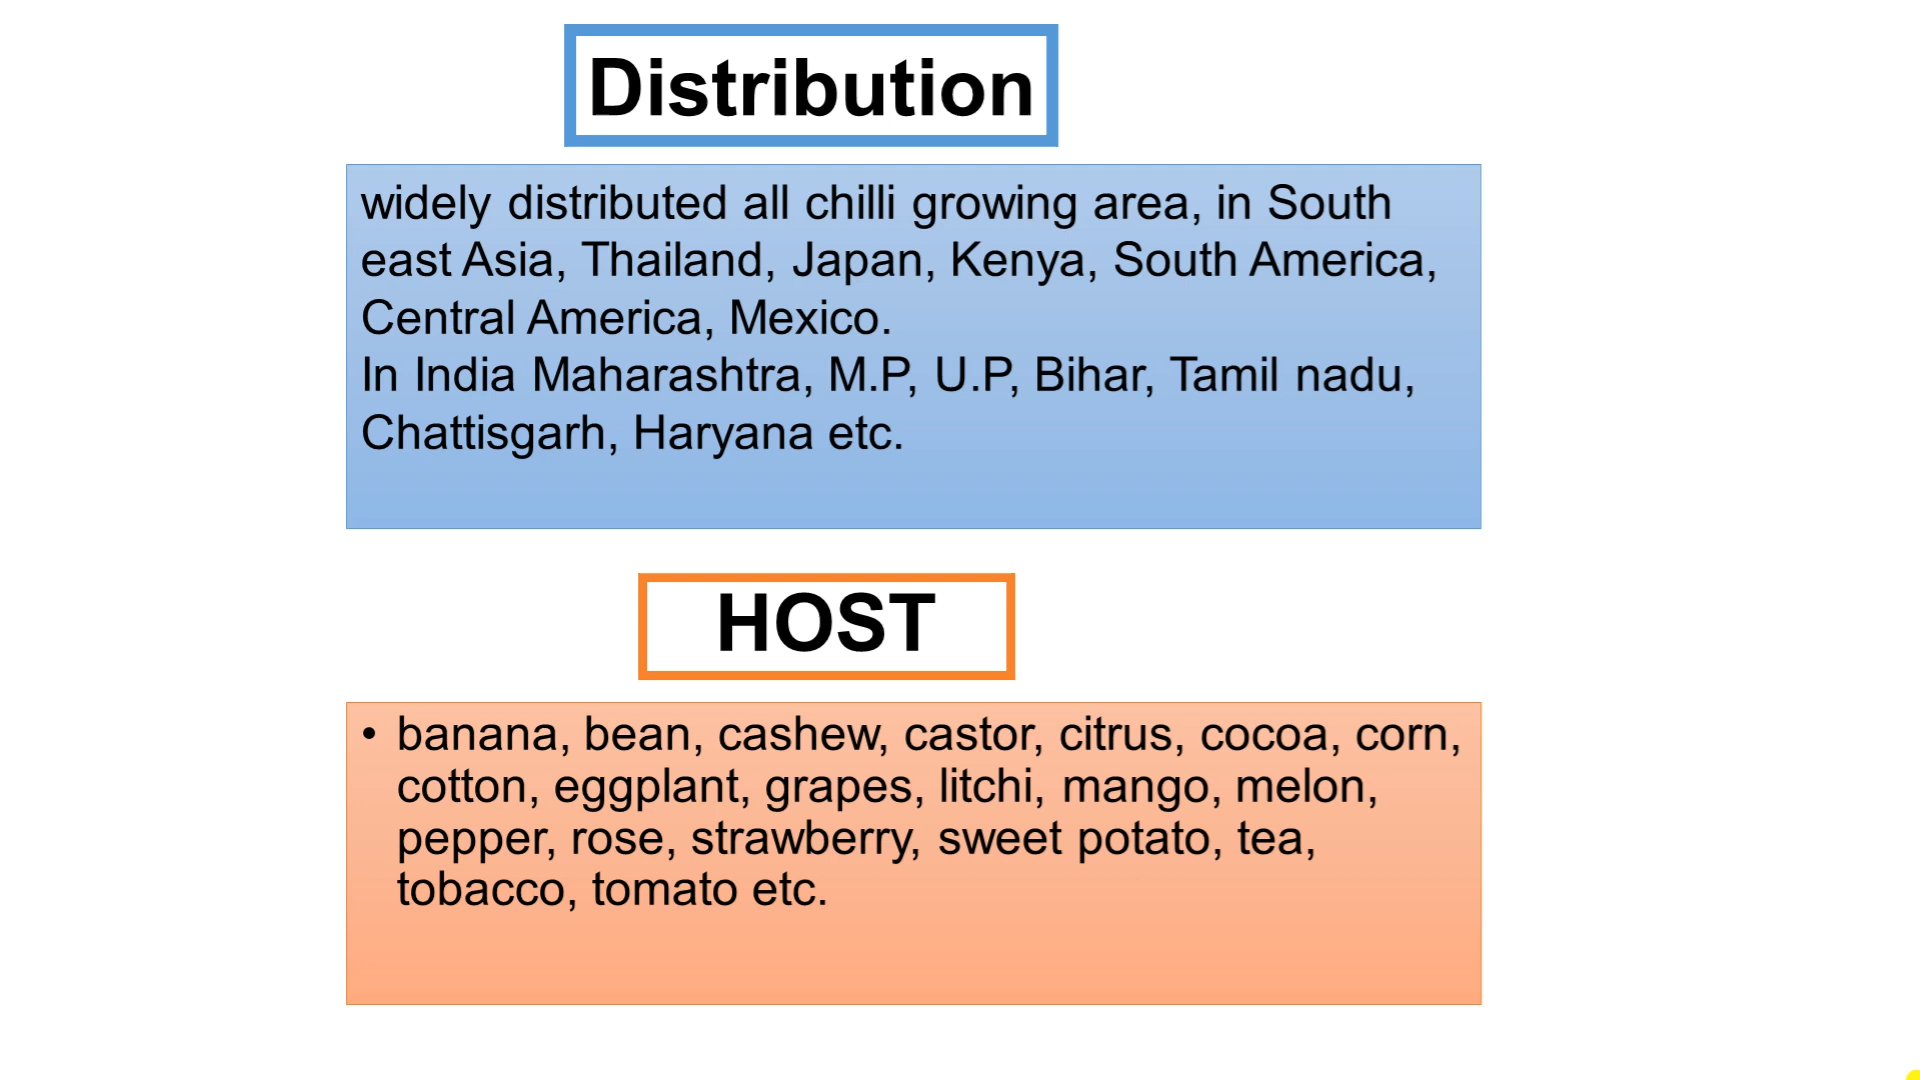 Distribution
widely distributed all chilli growing area, in South
east Asia, Thailand, Japan, Kenya, South America,
Central America, Mexico.
In India Maharashtra, M.P, U.P, Bihar, Tamil nadu,
Chattisgarh, Haryana etc.
HOST
• banana, bean, cashew, castor, citrus, cocoa, corn,
cotton, eggplant, grapes, litchi, mango, melon,
pepper, rose, strawberry, sweet potato, tea,
tobacco, tomato etc.